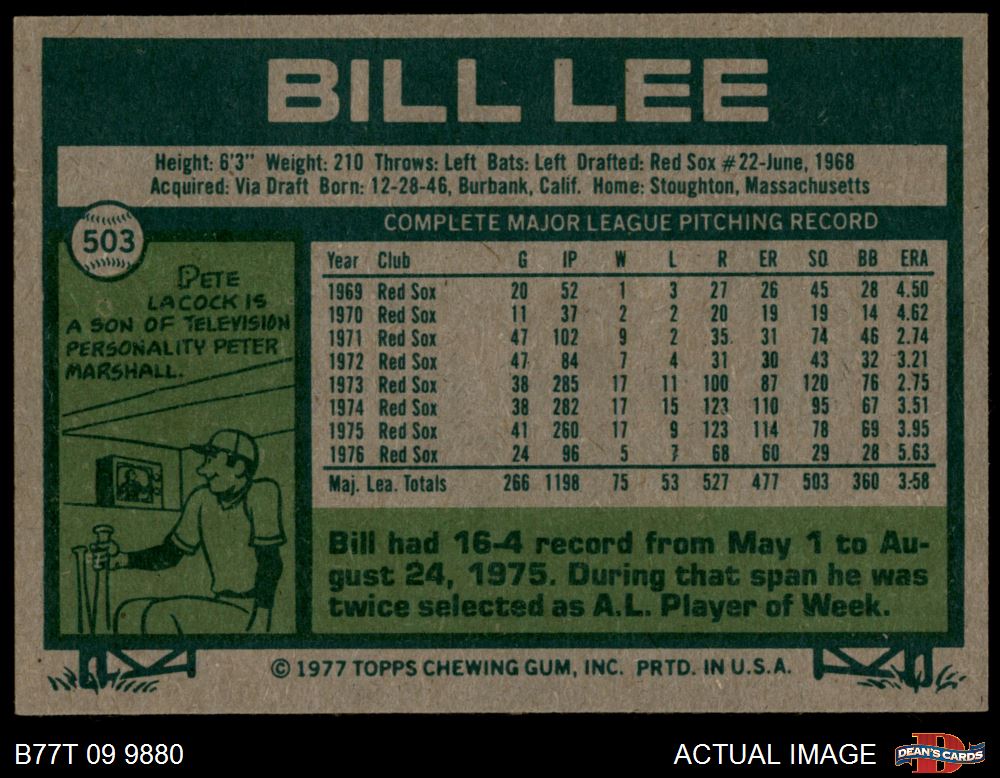 BILL LEE
Height: 6'3" Weight: 210 Throws: Left Bats: Left Drafted: Red Sox #22-June, 1968
Acquired: Via Draft Born: 12-28-46, Burbank, Calif. Home: Stoughton, Massachusetts
503
PETE
LACOCK IS
A SON OF TELEVISION
PERSONALITY PETER
MARSHALL.
COMPLETE MAJOR LEAGUE PITCHING RECORD
Year Club G IP W L R ER SO BB ERA
1969 Red Sox 20 52 1 3 27 26 45 28 4.50
1970 Red Sox 11 37 2 2 20 19 19 14 4.62
1971 Red Sox 47 102 9 2 35 31 74 46 2.74
1972 Red Sox 47 84 7 4 31 30 43 32 3.21
1973 Red Sox 38 285 17 11 100 87 120 76 2.75
1974 Red Sox 38 282 17 15 123 110 95 67 3.51
1975 Red Sox 41 260 17 9 123 114 78 69 3.95
1976 Red Sox 24 96 5 7 68 60 29 28 5.63
Maj. Lea. Totals 266 1198 75 53 527 477 503 360 3.58
Bill had 16-4 record from May 1 to Au-
gust 24, 1975. During that span he was
twice selected as A.L. Player of Week.
© 1977 TOPPS CHEWING GUM, INC. PRTD. IN U.S.A.
B77T 09 9880
ACTUAL IMAGE
DEAN'S CARDS